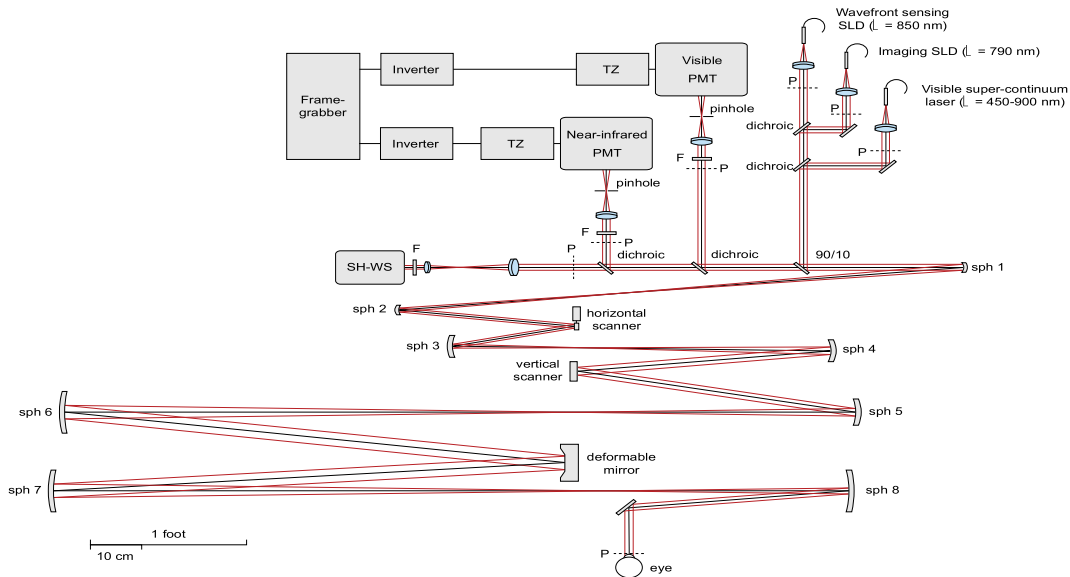 Wavefront sensing
SLD (L = 850 nm)
Imaging SLD (L = 790 nm)
Visible super-continuum
laser (L = 450-900 nm)
Frame-
grabber
Inverter
TZ
Visible
PMT
P
P
P
pinhole
dichroic
Inverter
TZ
Near-infrared
PMT
F
P
dichroic
pinhole
F
P
P
dichroic
dichroic
90/10
SH-WS
F
sph 1
sph 2
horizontal
scanner
sph 3
sph 4
vertical
scanner
sph 5
sph 6
deformable
mirror
sph 7
sph 8
1 foot
10 cm
P
eye